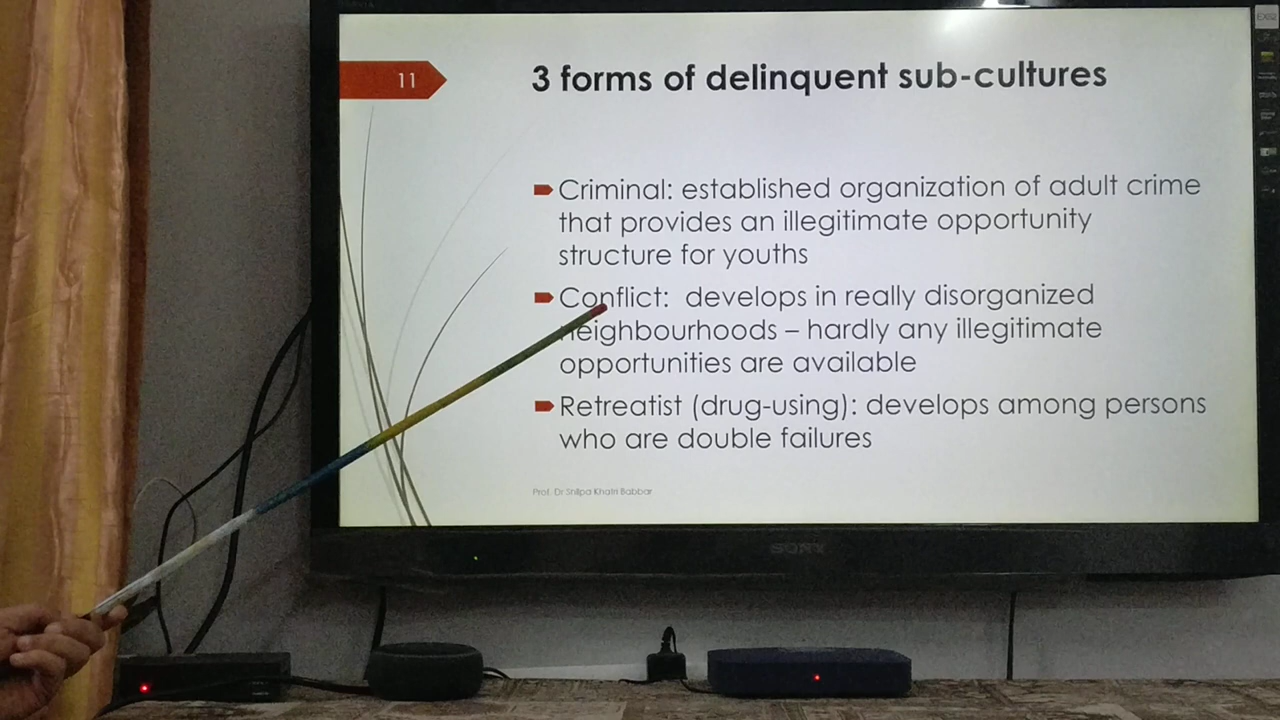 11
3 forms of delinquent sub-cultures
Criminal: established organization of adult crime
that provides an illegitimate opportunity
structure for youths
Conflict: develops in really disorganized
neighbourhoods – hardly any illegitimate
opportunities are available
Retreatist (drug-using): develops among persons
who are double failures
Prof. Dr Shilpa Khatri Babbar
SONY